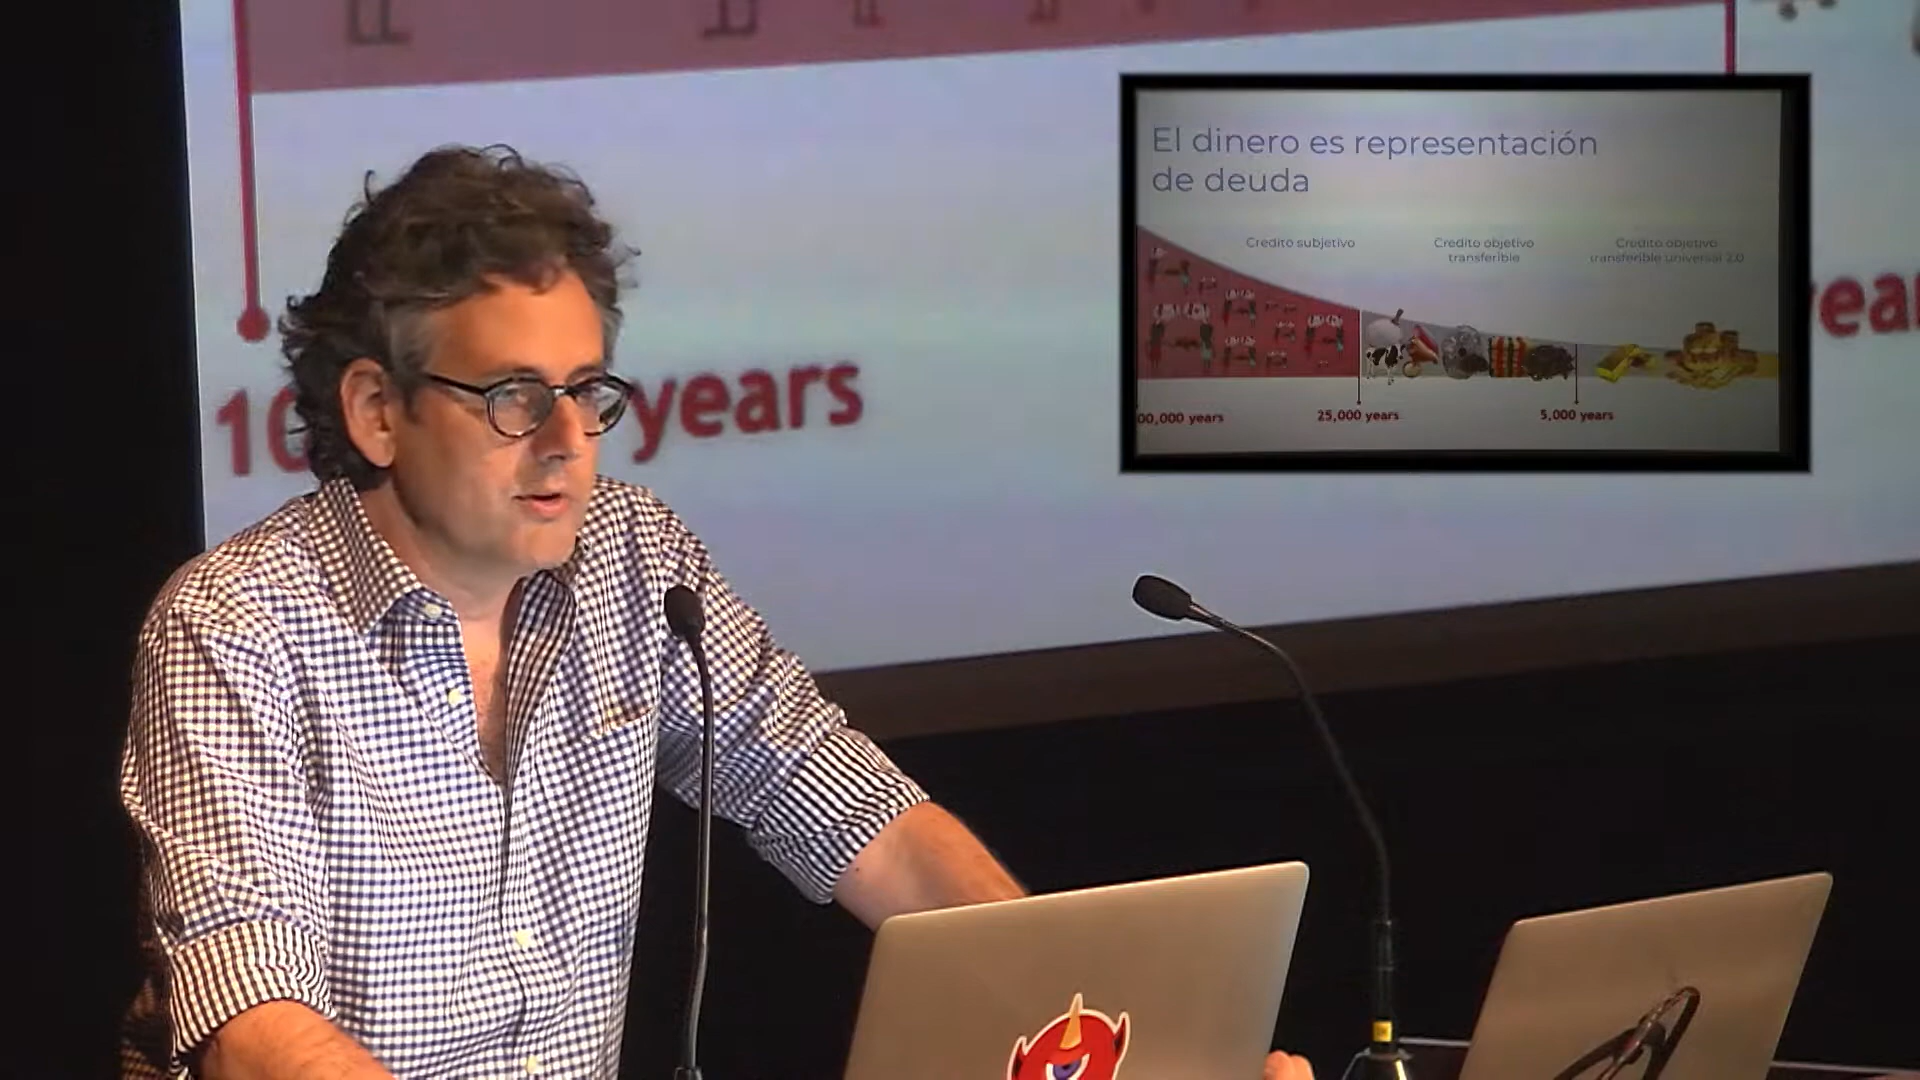 10 years
El dinero es representación
de deuda
Credito subjetivo
Credito objetivo
transferible
Credito objetivo
transferible universal 2.0
00,000 years
25,000 years
5,000 years